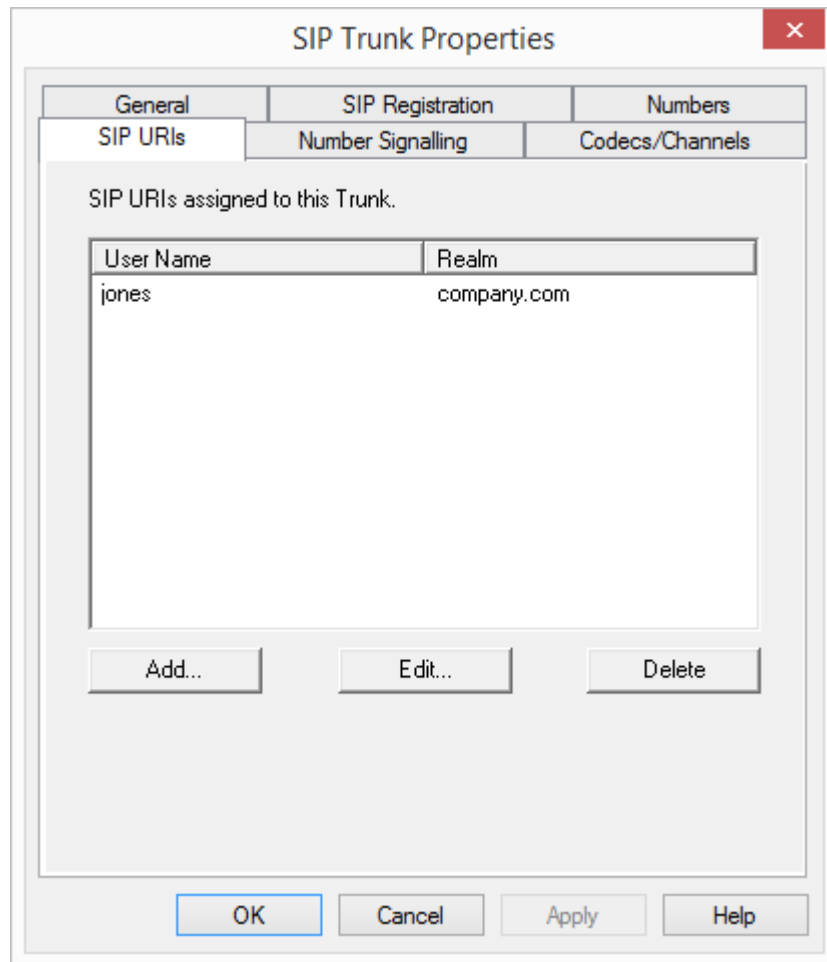 SIP Trunk Properties
General SIP Registration Numbers
SIP URIs Number Signalling Codecs/Channels
SIP URIs assigned to this Trunk.
User Name Realm
jones company.com
Add... Edit... Delete
OK Cancel Apply Help